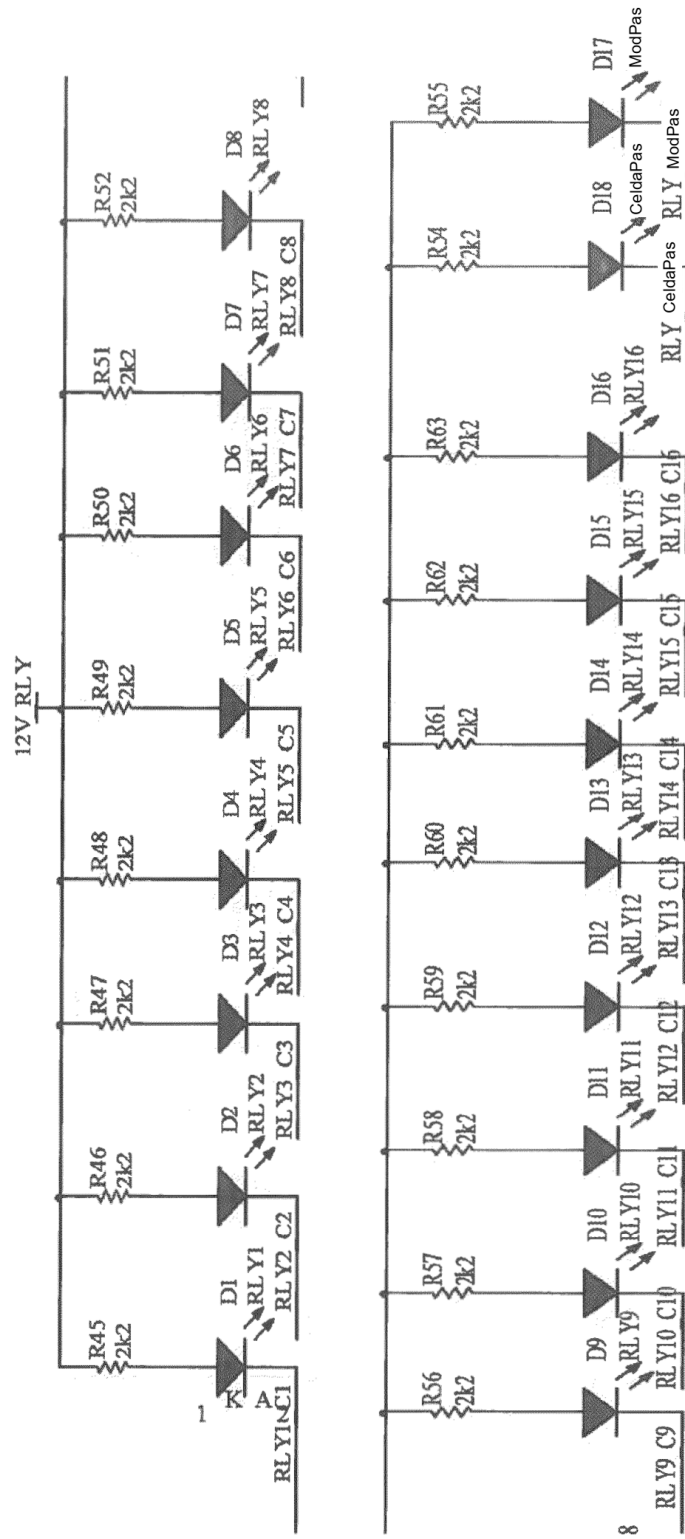 12V RLY
R45
2k2
R46
2k2
R47
2k2
R48
2k2
R49
2k2
R50
2k2
R51
2k2
R52
2k2
D1
RLY1
D2
RLY2
D3
RLY3
D4
RLY4
D5
RLY5
D6
RLY6
D7
RLY7
D8
RLY8
1 K A 2
RLY1 C1
RLY2 C2
RLY3 C3
RLY4 C4
RLY5 C5
RLY6 C6
RLY7 C7
RLY8 C8
R56
2k2
R57
2k2
R58
2k2
R59
2k2
R60
2k2
R61
2k2
R62
2k2
R63
2k2
R54
2k2
R55
2k2
D9
RLY9
D10
RLY10
D11
RLY11
D12
RLY12
D13
RLY13
D14
RLY14
D15
RLY15
D16
RLY16
D18
CeldaPas
D17
ModPas
8
RLY9 C9
RLY10 C10
RLY11 C11
RLY12 C12
RLY13 C13
RLY14 C14
RLY15 C15
RLY16 C16
RLY CeldaPas
RLY ModPas